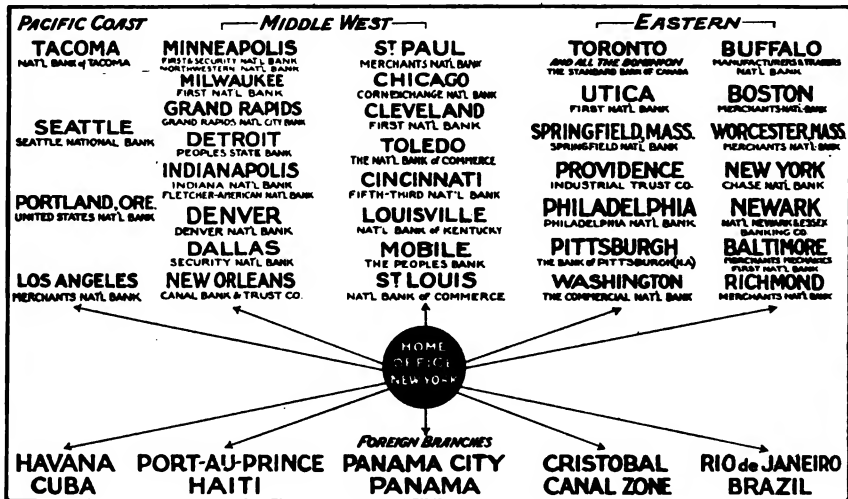 PACIFIC COAST
TACOMA
NAT'L BANK of TACOMA
SEATTLE
SEATTLE NATIONAL BANK
PORTLAND, ORE.
UNITED STATES NAT'L BANK
LOS ANGELES
MERCHANTS NAT'L BANK
MIDDLE WEST
MINNEAPOLIS
FIRST & SECURITY NAT'L BANK
NORTHWESTERN NAT'L BANK
MILWAUKEE
FIRST NAT'L BANK
GRAND RAPIDS
GRAND RAPIDS NAT'L CITY BANK
DETROIT
PEOPLES STATE BANK
INDIANAPOLIS
INDIANA NAT'L BANK
FLETCHER-AMERICAN NAT'L BANK
DENVER
DENVER NAT'L BANK
DALLAS
SECURITY NAT'L BANK
NEW ORLEANS
CANAL BANK & TRUST CO.
ST PAUL
MERCHANTS NAT'L BANK
CHICAGO
CORN EXCHANGE NAT'L BANK
CLEVELAND
FIRST NAT'L BANK
TOLEDO
THE NAT'L BANK of COMMERCE
CINCINNATI
FIFTH-THIRD NAT'L BANK
LOUISVILLE
NAT'L BANK of KENTUCKY
MOBILE
THE PEOPLES BANK
ST LOUIS
NAT'L BANK of COMMERCE
EASTERN
TORONTO
AND ALL THE DOMINION
THE STANDARD BANK of CANADA
UTICA
FIRST NAT'L BANK
SPRINGFIELD, MASS.
SPRINGFIELD NAT'L BANK
PROVIDENCE
INDUSTRIAL TRUST CO.
PHILADELPHIA
PHILADELPHIA NAT'L BANK
PITTSBURGH
THE BANK of PITTSBURGH (N.A.)
WASHINGTON
THE COMMERCIAL NAT'L BANK
BUFFALO
MANUFACTURERS & TRADERS
NAT'L BANK
BOSTON
MERCHANTS NAT'L BANK
WORCESTER, MASS
MERCHANTS NAT'L BANK
NEW YORK
CHASE NAT'L BANK
NEWARK
NAT'L NEWARK & ESSEX
BANKING CO.
BALTIMORE
MERCHANTS MECHANICS
FIRST NAT'L BANK
RICHMOND
MERCHANTS NAT'L BANK
HOME
OFFICE
NEW YORK
FOREIGN BRANCHES
HAVANA
CUBA
PORT-AU-PRINCE
HAITI
PANAMA CITY
PANAMA
CRISTOBAL
CANAL ZONE
RIO de JANEIRO
BRAZIL